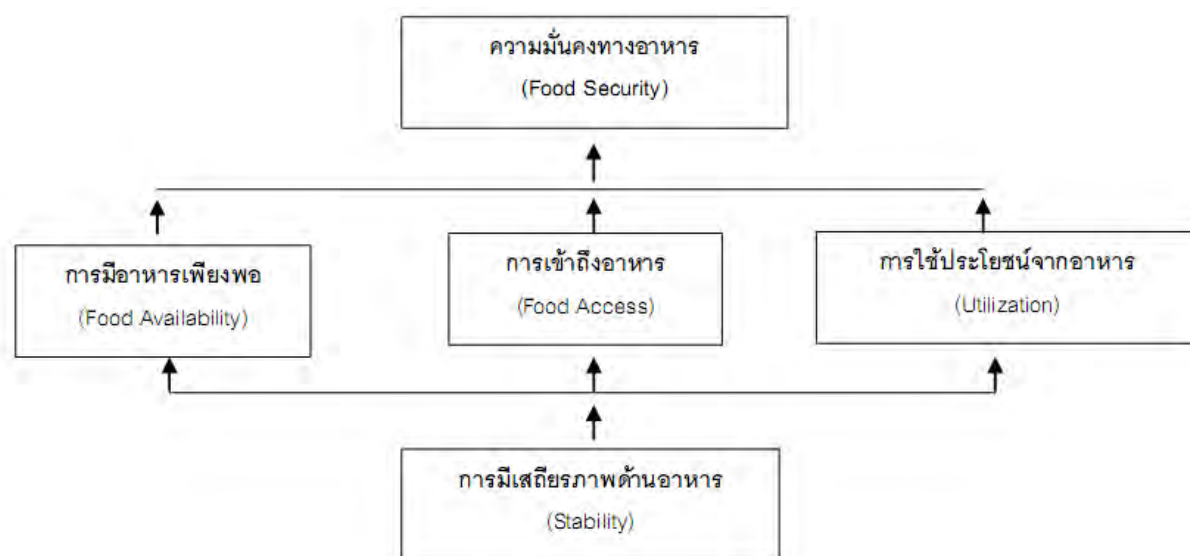 ความมั่นคงทางอาหาร
(Food Security)
การมีอาหารเพียงพอ
(Food Availability)
การเข้าถึงอาหาร
(Food Access)
การใช้ประโยชน์จากอาหาร
(Utilization)
การมีเสถียรภาพด้านอาหาร
(Stability)